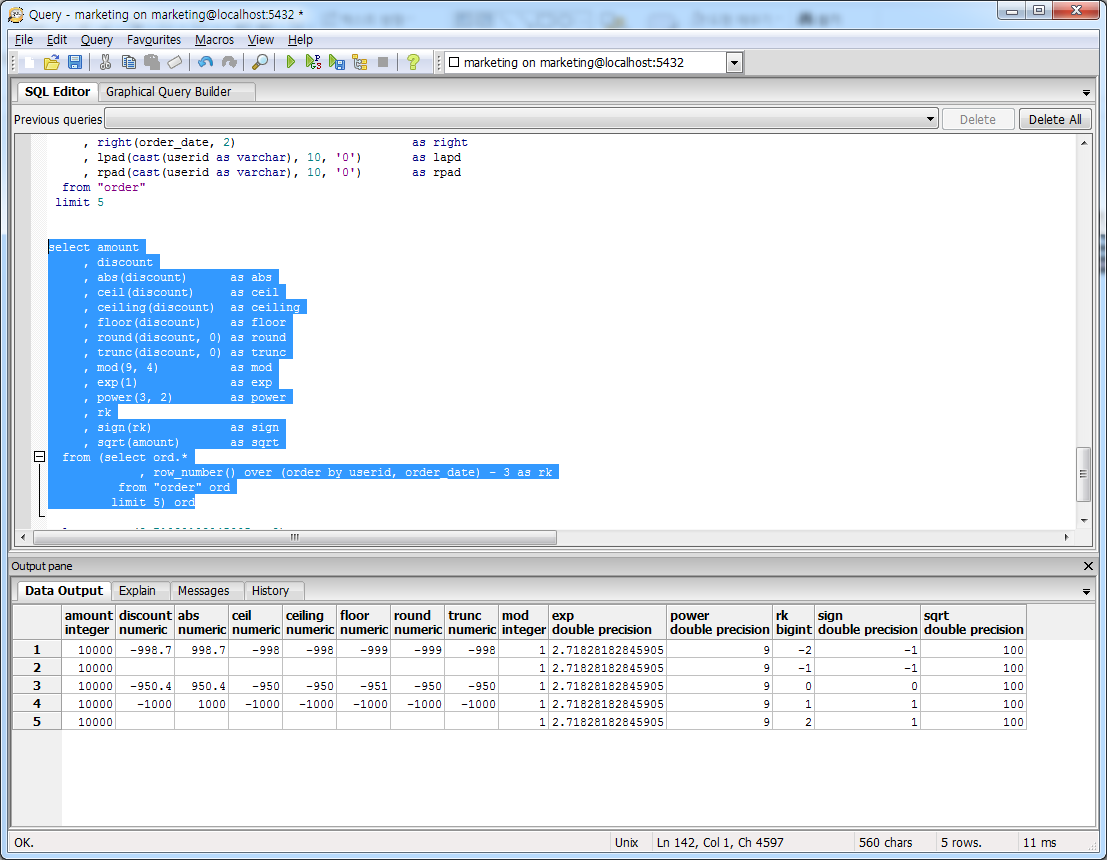 Query - marketing on marketing@localhost:5432 *
File Edit Query Favourites Macros View Help
marketing on marketing@localhost:5432
SQL Editor Graphical Query Builder
Previous queries Delete Delete All
, right(order_date, 2) as right
, lpad(cast(userid as varchar), 10, '0') as lapd
, rpad(cast(userid as varchar), 10, '0') as rpad
from "order"
limit 5
select amount
, discount
, abs(discount) as abs
, ceil(discount) as ceil
, ceiling(discount) as ceiling
, floor(discount) as floor
, round(discount, 0) as round
, trunc(discount, 0) as trunc
, mod(9, 4) as mod
, exp(1) as exp
, power(3, 2) as power
, rk
, sign(rk) as sign
, sqrt(amount) as sqrt
from (select ord.*
, row_number() over (order by userid, order_date) - 3 as rk
from "order" ord
limit 5) ord
Output pane
Data Output Explain Messages History
amount discount abs ceil ceiling floor round trunc mod exp power rk sign sqrt
integer numeric numeric numeric numeric numeric numeric numeric integer double precision double precision bigint double precision double precision
1 10000 -998.7 998.7 -998 -998 -999 -999 -998 1 2.71828182845905 9 -2 -1 100
2 10000 1 2.71828182845905 9 -1 -1 100
3 10000 -950.4 950.4 -950 -950 -951 -950 -950 1 2.71828182845905 9 0 0 100
4 10000 -1000 1000 -1000 -1000 -1000 -1000 -1000 1 2.71828182845905 9 1 1 100
5 10000 1 2.71828182845905 9 2 1 100
OK. Unix Ln 142, Col 1, Ch 4597 560 chars 5 rows. 11 ms